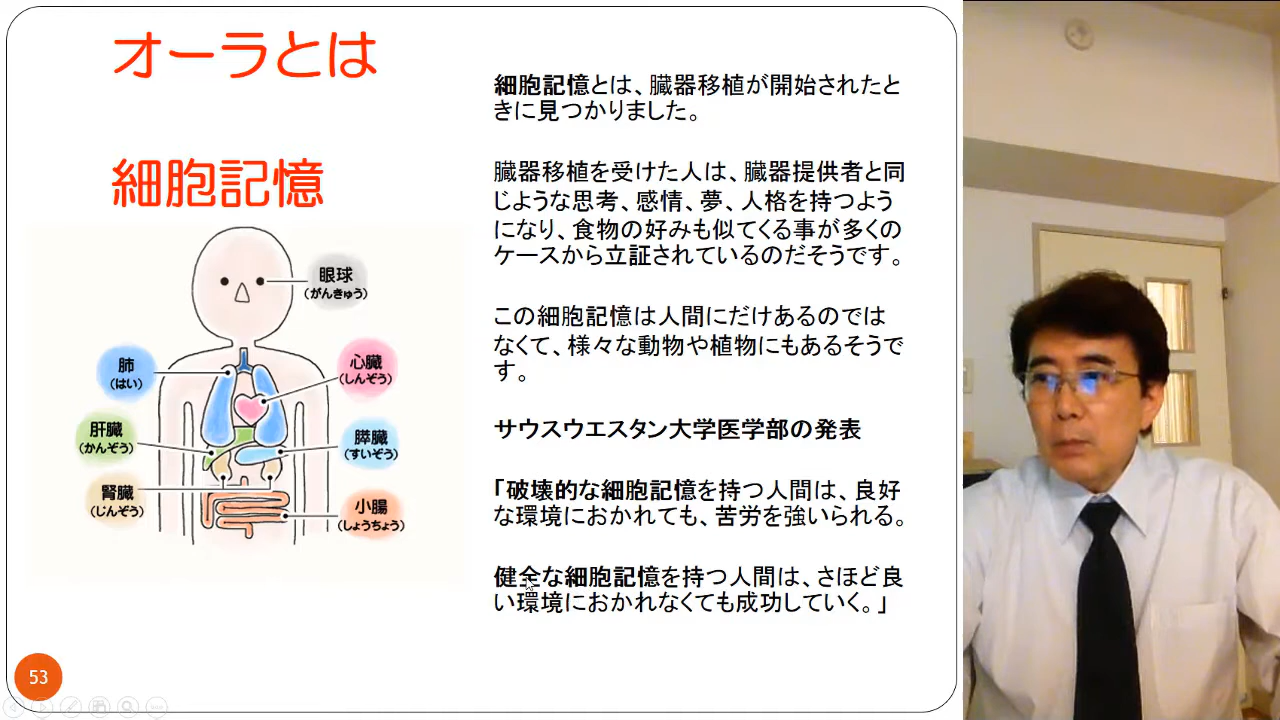 オーラとは
細胞記憶
眼球
(がんきゅう)
肺
(はい)
心臓
(しんぞう)
肝臓
(かんぞう)
膵臓
(すいぞう)
腎臓
(じんぞう)
小腸
(しょうちょう)
細胞記憶とは、臓器移植が開始されたと
きに見つかりました。
臓器移植を受けた人は、臓器提供者と同
じような思考、感情、夢、人格を持つよう
になり、食物の好みも似てくる事が多くの
ケースから立証されているのだそうです。
この細胞記憶は人間にだけあるのでは
なくて、様々な動物や植物にもあるそうで
す。
サウスウエスタン大学医学部の発表
「破壊的な細胞記憶を持つ人間は、良好
な環境におかれても、苦労を強いられる。
健全な細胞記憶を持つ人間は、さほど良
い環境におかれなくても成功していく。」
53